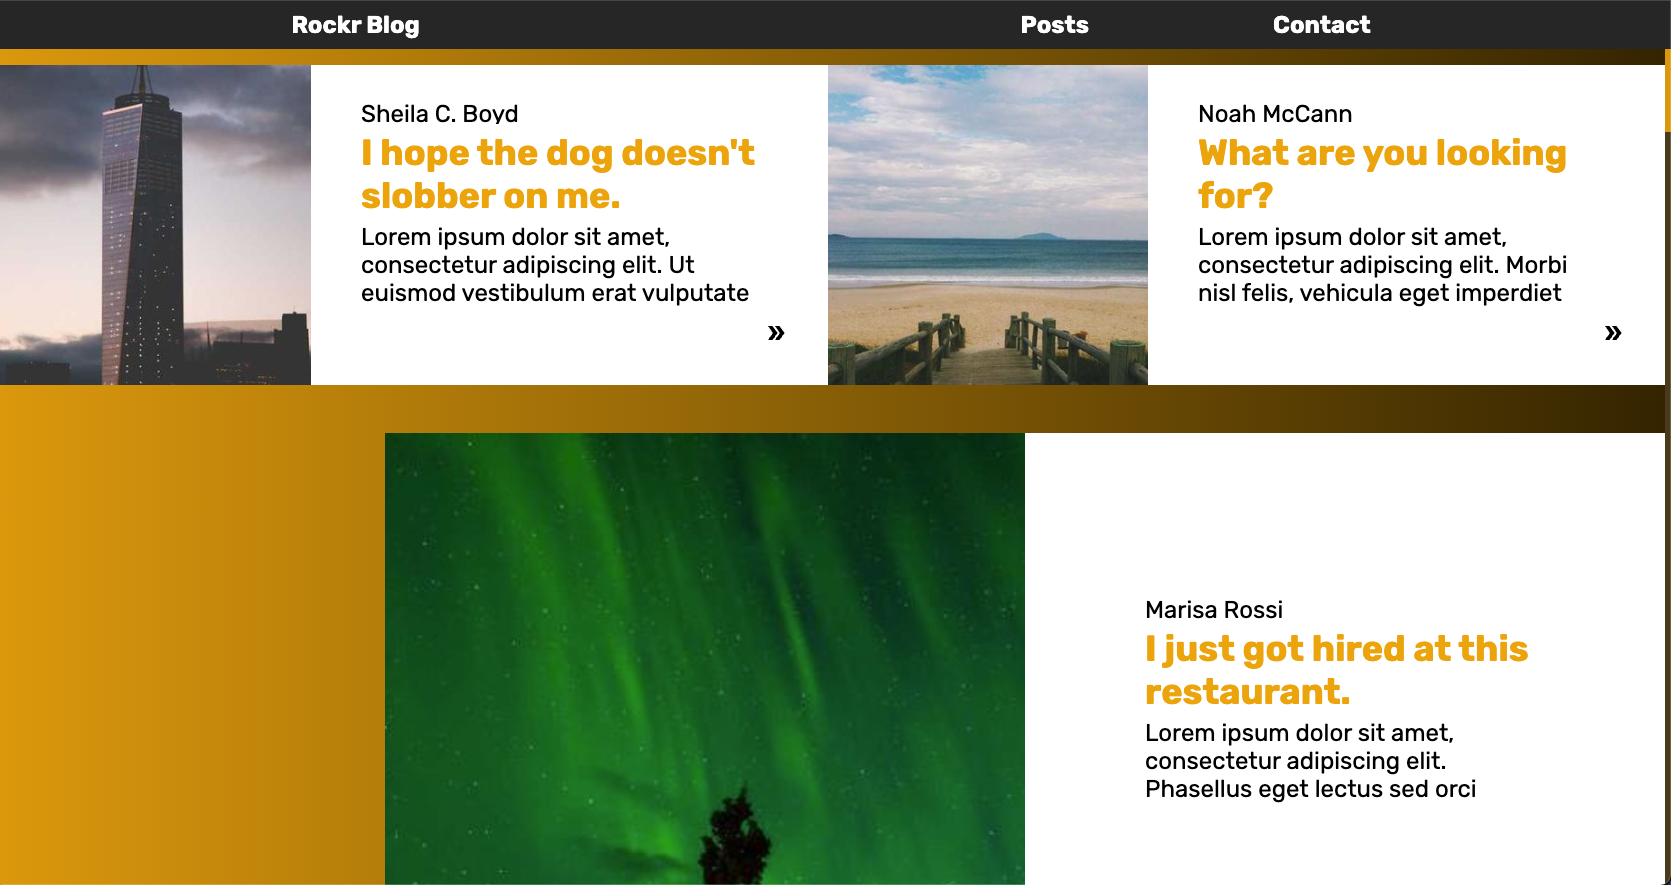 Rockr Blog
Posts
Contact
Sheila C. Boyd
I hope the dog doesn't
slobber on me.
Lorem ipsum dolor sit amet,
consectetur adipiscing elit. Ut
euismod vestibulum erat vulputate
»
Noah McCann
What are you looking
for?
Lorem ipsum dolor sit amet,
consectetur adipiscing elit. Morbi
nisl felis, vehicula eget imperdiet
»
Marisa Rossi
I just got hired at this
restaurant.
Lorem ipsum dolor sit amet,
consectetur adipiscing elit.
Phasellus eget lectus sed orci